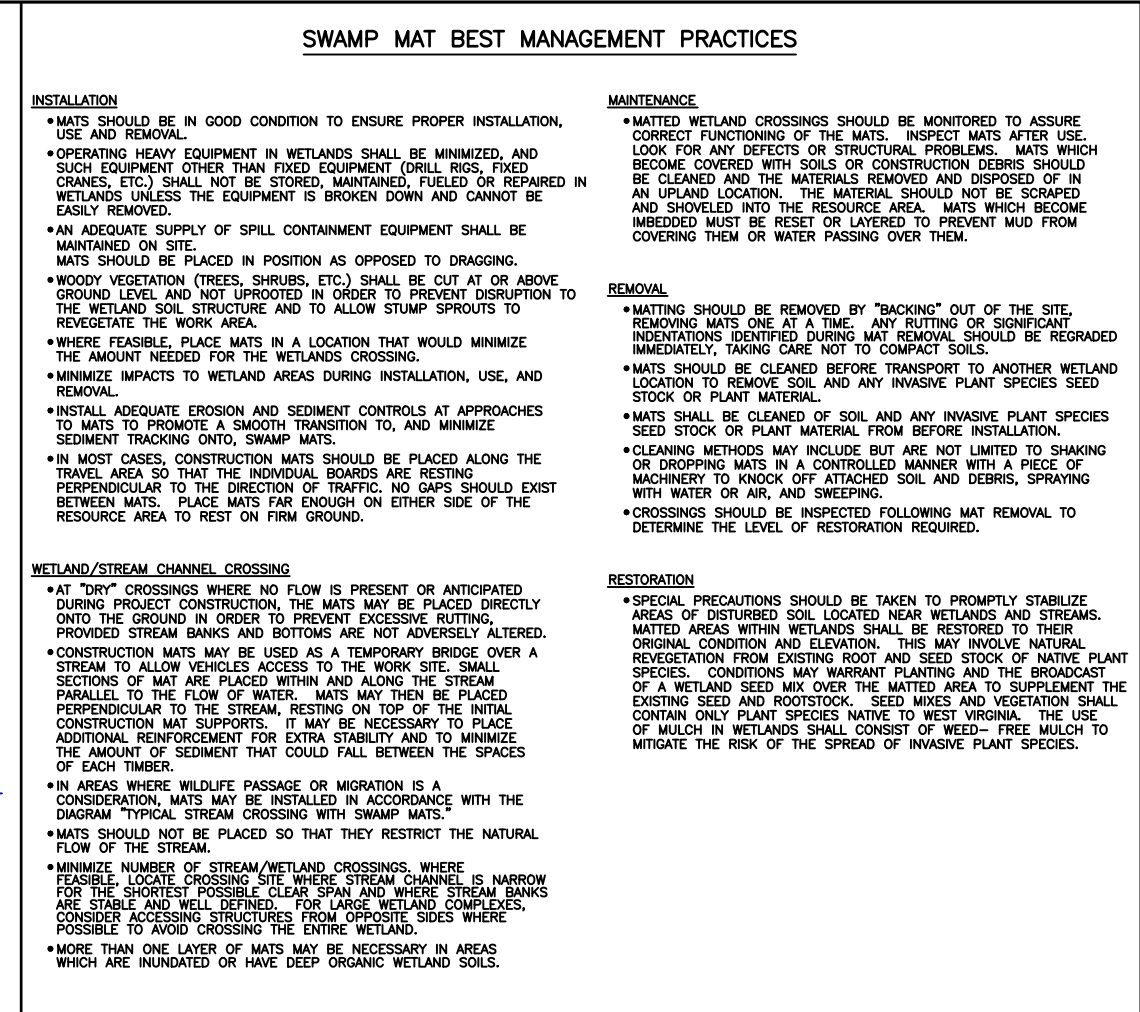 SWAMP MAT BEST MANAGEMENT PRACTICES
INSTALLATION
• MATS SHOULD BE IN GOOD CONDITION TO ENSURE PROPER INSTALLATION,
USE AND REMOVAL.
• OPERATING HEAVY EQUIPMENT IN WETLANDS SHALL BE MINIMIZED, AND
SUCH EQUIPMENT OTHER THAN FIXED EQUIPMENT (DRILL RIGS, FIXED
CRANES, ETC.) SHALL NOT BE STORED, MAINTAINED, FUELED OR REPAIRED IN
WETLANDS UNLESS THE EQUIPMENT IS BROKEN DOWN AND CANNOT BE
EASILY REMOVED.
• AN ADEQUATE SUPPLY OF SPILL CONTAINMENT EQUIPMENT SHALL BE
MAINTAINED ON SITE.
MATS SHOULD BE PLACED IN POSITION AS OPPOSED TO DRAGGING.
• WOODY VEGETATION (TREES, SHRUBS, ETC.) SHALL BE CUT AT OR ABOVE
GROUND LEVEL AND NOT UPROOTED IN ORDER TO PREVENT DISRUPTION TO
THE WETLAND SOIL STRUCTURE AND TO ALLOW STUMP SPROUTS TO
REVEGETATE THE WORK AREA.
• WHERE FEASIBLE, PLACE MATS IN A LOCATION THAT WOULD MINIMIZE
THE AMOUNT NEEDED FOR THE WETLANDS CROSSING.
• MINIMIZE IMPACTS TO WETLAND AREAS DURING INSTALLATION, USE, AND
REMOVAL.
• INSTALL ADEQUATE EROSION AND SEDIMENT CONTROLS AT APPROACHES
TO MATS TO PROMOTE A SMOOTH TRANSITION TO, AND MINIMIZE
SEDIMENT TRACKING ONTO, SWAMP MATS.
• IN MOST CASES, CONSTRUCTION MATS SHOULD BE PLACED ALONG THE
TRAVEL AREA SO THAT THE INDIVIDUAL BOARDS ARE RESTING
PERPENDICULAR TO THE DIRECTION OF TRAFFIC. NO GAPS SHOULD EXIST
BETWEEN MATS. PLACE MATS FAR ENOUGH ON EITHER SIDE OF THE
RESOURCE AREA TO REST ON FIRM GROUND.
WETLAND/STREAM CHANNEL CROSSING
• AT "DRY" CROSSINGS WHERE NO FLOW IS PRESENT OR ANTICIPATED
DURING PROJECT CONSTRUCTION, THE MATS MAY BE PLACED DIRECTLY
ONTO THE GROUND IN ORDER TO PREVENT EXCESSIVE RUTTING,
PROVIDED STREAM BANKS AND BOTTOMS ARE NOT ADVERSELY ALTERED.
• CONSTRUCTION MATS MAY BE USED AS A TEMPORARY BRIDGE OVER A
STREAM TO ALLOW VEHICLES ACCESS TO THE WORK SITE. SMALL
SECTIONS OF MAT ARE PLACED WITHIN AND ALONG THE STREAM
PARALLEL TO THE FLOW OF WATER. MATS MAY THEN BE PLACED
PERPENDICULAR TO THE STREAM, RESTING ON TOP OF THE INITIAL
CONSTRUCTION MAT SUPPORTS. IT MAY BE NECESSARY TO PLACE
ADDITIONAL REINFORCEMENT FOR EXTRA STABILITY AND TO MINIMIZE
THE AMOUNT OF SEDIMENT THAT COULD FALL BETWEEN THE SPACES
OF EACH TIMBER.
• IN AREAS WHERE WILDLIFE PASSAGE OR MIGRATION IS A
CONSIDERATION, MATS MAY BE INSTALLED IN ACCORDANCE WITH THE
DIAGRAM "TYPICAL STREAM CROSSING WITH SWAMP MATS."
• MATS SHOULD NOT BE PLACED SO THAT THEY RESTRICT THE NATURAL
FLOW OF THE STREAM.
• MINIMIZE NUMBER OF STREAM/WETLAND CROSSINGS. WHERE
FEASIBLE, LOCATE CROSSING SITE WHERE STREAM CHANNEL IS NARROW
FOR THE SHORTEST POSSIBLE CLEAR SPAN AND WHERE STREAM BANKS
ARE STABLE AND WELL DEFINED. FOR LARGE WETLAND COMPLEXES,
CONSIDER ACCESSING STRUCTURES FROM OPPOSITE SIDES WHERE
POSSIBLE TO AVOID CROSSING THE ENTIRE WETLAND.
• MORE THAN ONE LAYER OF MATS MAY BE NECESSARY IN AREAS
WHICH ARE INUNDATED OR HAVE DEEP ORGANIC WETLAND SOILS.
MAINTENANCE
• MATTED WETLAND CROSSINGS SHOULD BE MONITORED TO ASSURE
CORRECT FUNCTIONING OF THE MATS. INSPECT MATS AFTER USE.
LOOK FOR ANY DEFECTS OR STRUCTURAL PROBLEMS. MATS WHICH
BECOME COVERED WITH SOILS OR CONSTRUCTION DEBRIS SHOULD
BE CLEANED AND THE MATERIALS REMOVED AND DISPOSED OF IN
AN UPLAND LOCATION. THE MATERIAL SHOULD NOT BE SCRAPED
AND SHOVELED INTO THE RESOURCE AREA. MATS WHICH BECOME
IMBEDDED MUST BE RESET OR LAYERED TO PREVENT MUD FROM
COVERING THEM OR WATER PASSING OVER THEM.
REMOVAL
• MATTING SHOULD BE REMOVED BY "BACKING" OUT OF THE SITE,
REMOVING MATS ONE AT A TIME. ANY RUTTING OR SIGNIFICANT
INDENTATIONS IDENTIFIED DURING MAT REMOVAL SHOULD BE REGRADED
IMMEDIATELY, TAKING CARE NOT TO COMPACT SOILS.
• MATS SHOULD BE CLEANED BEFORE TRANSPORT TO ANOTHER WETLAND
LOCATION TO REMOVE SOIL AND ANY INVASIVE PLANT SPECIES SEED
STOCK OR PLANT MATERIAL.
• MATS SHALL BE CLEANED OF SOIL AND ANY INVASIVE PLANT SPECIES
SEED STOCK OR PLANT MATERIAL FROM BEFORE INSTALLATION.
• CLEANING METHODS MAY INCLUDE BUT ARE NOT LIMITED TO SHAKING
OR DROPPING MATS IN A CONTROLLED MANNER WITH A PIECE OF
MACHINERY TO KNOCK OFF ATTACHED SOIL AND DEBRIS, SPRAYING
WITH WATER OR AIR, AND SWEEPING.
• CROSSINGS SHOULD BE INSPECTED FOLLOWING MAT REMOVAL TO
DETERMINE THE LEVEL OF RESTORATION REQUIRED.
RESTORATION
• SPECIAL PRECAUTIONS SHOULD BE TAKEN TO PROMPTLY STABILIZE
AREAS OF DISTURBED SOIL LOCATED NEAR WETLANDS AND STREAMS.
MATTED AREAS WITHIN WETLANDS SHALL BE RESTORED TO THEIR
ORIGINAL CONDITION AND ELEVATION. THIS MAY INVOLVE NATURAL
REVEGETATION FROM EXISTING ROOT AND SEED STOCK OF NATIVE PLANT
SPECIES. CONDITIONS MAY WARRANT PLANTING AND THE BROADCAST
OF A WETLAND SEED MIX OVER THE MATTED AREA TO SUPPLEMENT THE
EXISTING SEED AND ROOTSTOCK. SEED MIXES AND VEGETATION SHALL
CONTAIN ONLY PLANT SPECIES NATIVE TO WEST VIRGINIA. THE USE
OF MULCH IN WETLANDS SHALL CONSIST OF WEED– FREE MULCH TO
MITIGATE THE RISK OF THE SPREAD OF INVASIVE PLANT SPECIES.